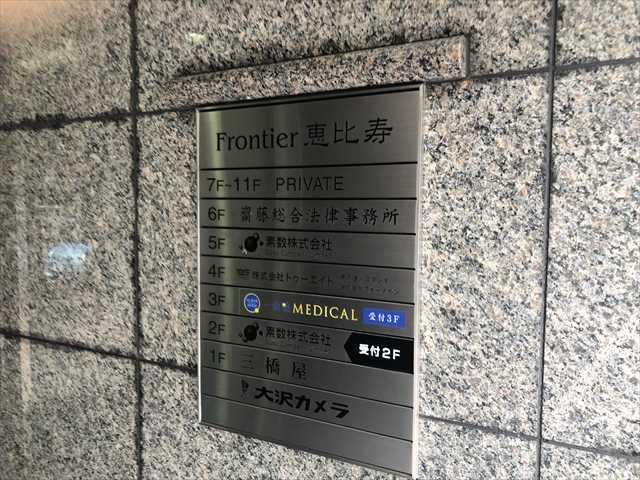 Frontier 恵比寿
7F~11F PRIVATE
6F 齋藤総合法律事務所
5F 素数株式会社
4F 株式会社トゥーエイト
3F MEDICAL 受付3F
2F 素数株式会社 受付2F
1F 三橋屋
大沢カメラ